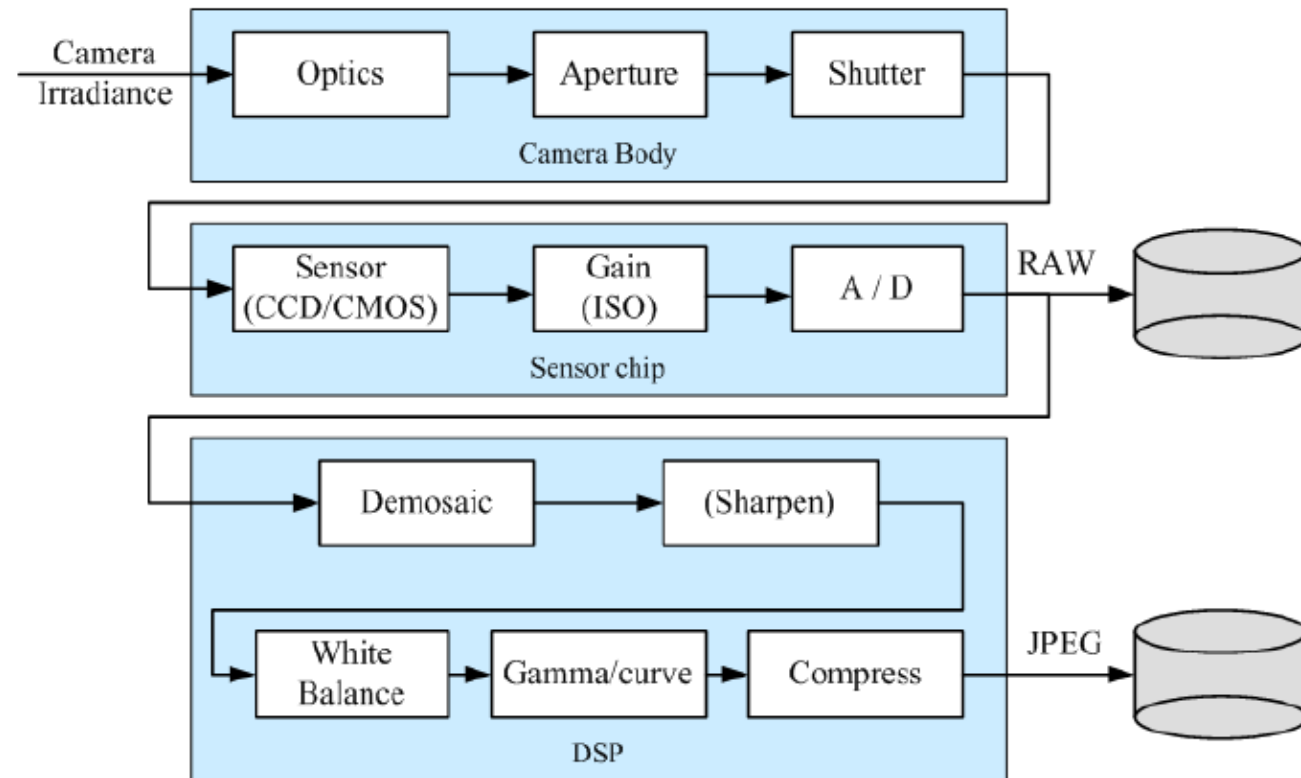 Camera
Irradiance
Optics
Aperture
Shutter
Camera Body
Sensor
(CCD/CMOS)
Gain
(ISO)
A / D
RAW
Sensor chip
Demosaic
(Sharpen)
White
Balance
Gamma/curve
Compress
JPEG
DSP